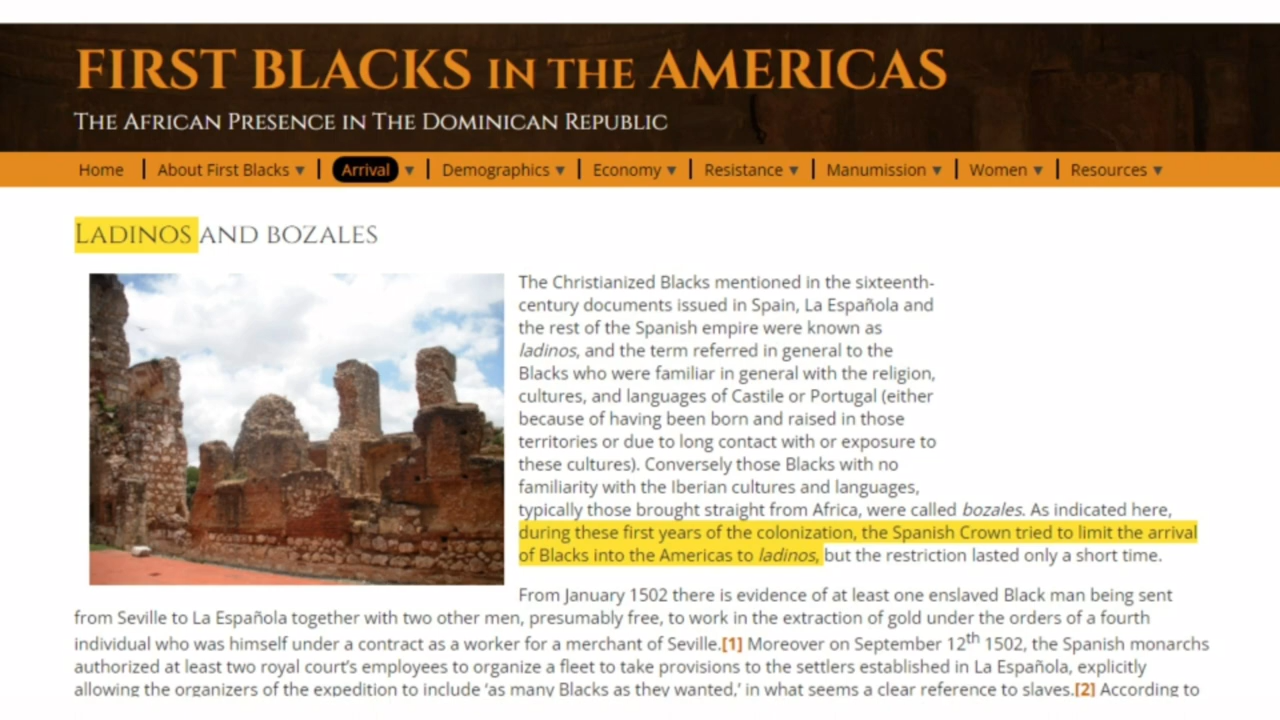 FIRST BLACKS IN THE AMERICAS
THE AFRICAN PRESENCE IN THE DOMINICAN REPUBLIC
Home | About First Blacks ▼ | Arrival ▼ | Demographics ▼ | Economy ▼ | Resistance ▼ | Manumission ▼ | Women ▼ | Resources ▼
LADINOS AND BOZALES
The Christianized Blacks mentioned in the sixteenth-
century documents issued in Spain, La Española and
the rest of the Spanish empire were known as
ladinos, and the term referred in general to the
Blacks who were familiar in general with the religion,
cultures, and languages of Castile or Portugal (either
because of having been born and raised in those
territories or due to long contact with or exposure to
these cultures). Conversely those Blacks with no
familiarity with the Iberian cultures and languages,
typically those brought straight from Africa, were called bozales. As indicated here,
during these first years of the colonization, the Spanish Crown tried to limit the arrival
of Blacks into the Americas to ladinos, but the restriction lasted only a short time.
From January 1502 there is evidence of at least one enslaved Black man being sent
from Seville to La Española together with two other men, presumably free, to work in the extraction of gold under the orders of a fourth
individual who was himself under a contract as a worker for a merchant of Seville.[1] Moreover on September 12th 1502, the Spanish monarchs
authorized at least two royal court's employees to organize a fleet to take provisions to the settlers established in La Española, explicitly
allowing the organizers of the expedition to include 'as many Blacks as they wanted,' in what seems a clear reference to slaves.[2] According to